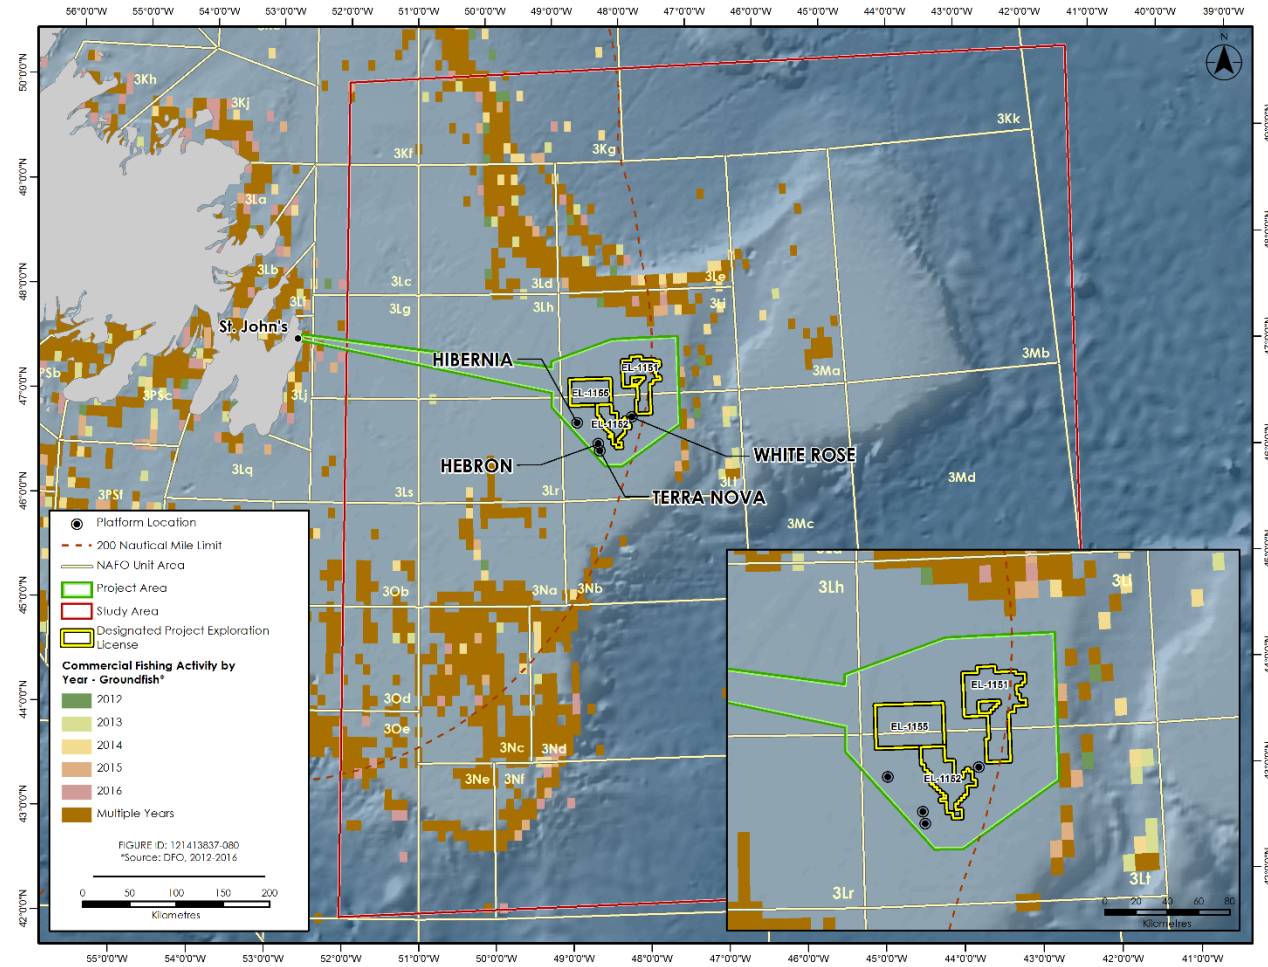 56°0'0"W 55°0'0"W 54°0'0"W 53°0'0"W 52°0'0"W 51°0'0"W 50°0'0"W 49°0'0"W 48°0'0"W 47°0'0"W 46°0'0"W 45°0'0"W 44°0'0"W 43°0'0"W 42°0'0"W 41°0'0"W 40°0'0"W 39°0'0"W
N
50°0'0"N
3Kh
3Kj
3Kk
3Kf
3Kg
49°0'0"N
3La
3Lb
48°0'0"N
3Lc
3Ld
3Le
3Lf
3Lg
3Lh
3Li
St. John's
47°0'0"N
HIBERNIA
EL-1151
EL-1155
EL-1152
3Mb
3Ma
3PSc
3Lj
HEBRON
WHITE ROSE
TERRA NOVA
3Lq
46°0'0"N
3PSf
3Ls
3Lr
3Lt
3Md
3Mc
45°0'0"N
3Ob
3Na
3Nb
44°0'0"N
3Od
3Oe
3Nc
3Nd
3Ne
3Nf
43°0'0"N
42°0'0"N
Platform Location
200 Nautical Mile Limit
NAFO Unit Area
Project Area
Study Area
Designated Project Exploration
License
Commercial Fishing Activity by
Year - Groundfish*
2012
2013
2014
2015
2016
Multiple Years
FIGURE ID: 121413837-080
*Source: DFO, 2012-2016
0 50 100 150 200
Kilometres
3Lh
3Li
EL-1151
EL-1155
EL-1152
3Lr
3Lt
0 20 40 60 80
Kilometres
55°0'0"W 54°0'0"W 53°0'0"W 52°0'0"W 51°0'0"W 50°0'0"W 49°0'0"W 48°0'0"W 47°0'0"W 46°0'0"W 45°0'0"W 44°0'0"W 43°0'0"W 42°0'0"W 41°0'0"W